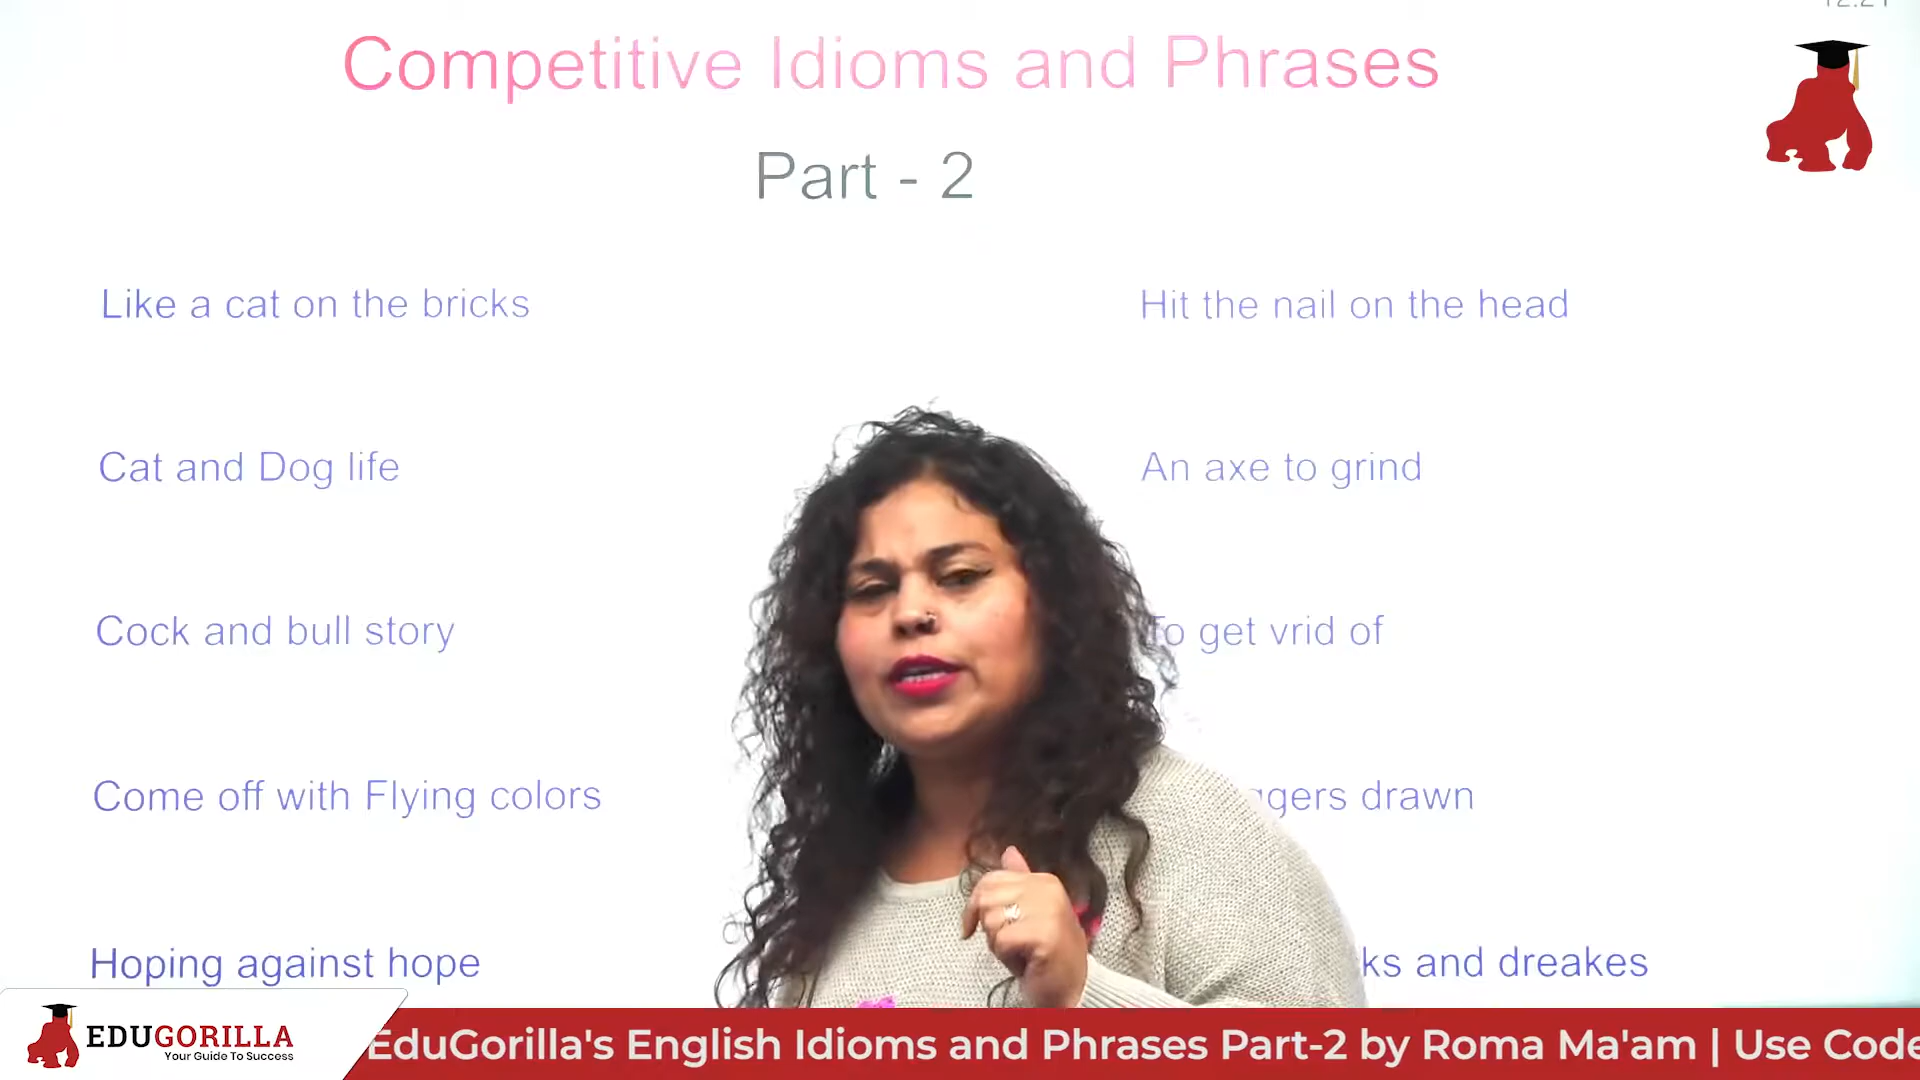 Competitive Idioms and Phrases
Part - 2
Like a cat on the bricks
Hit the nail on the head
Cat and Dog life
An axe to grind
Cock and bull story
To get vrid of
Come off with Flying colors
drawn
Hoping against hope
and dreakes
EDUGORILLA
Your Guide To Success
EduGorilla's English Idioms and Phrases Part-2 by Roma Ma'am | Use Code